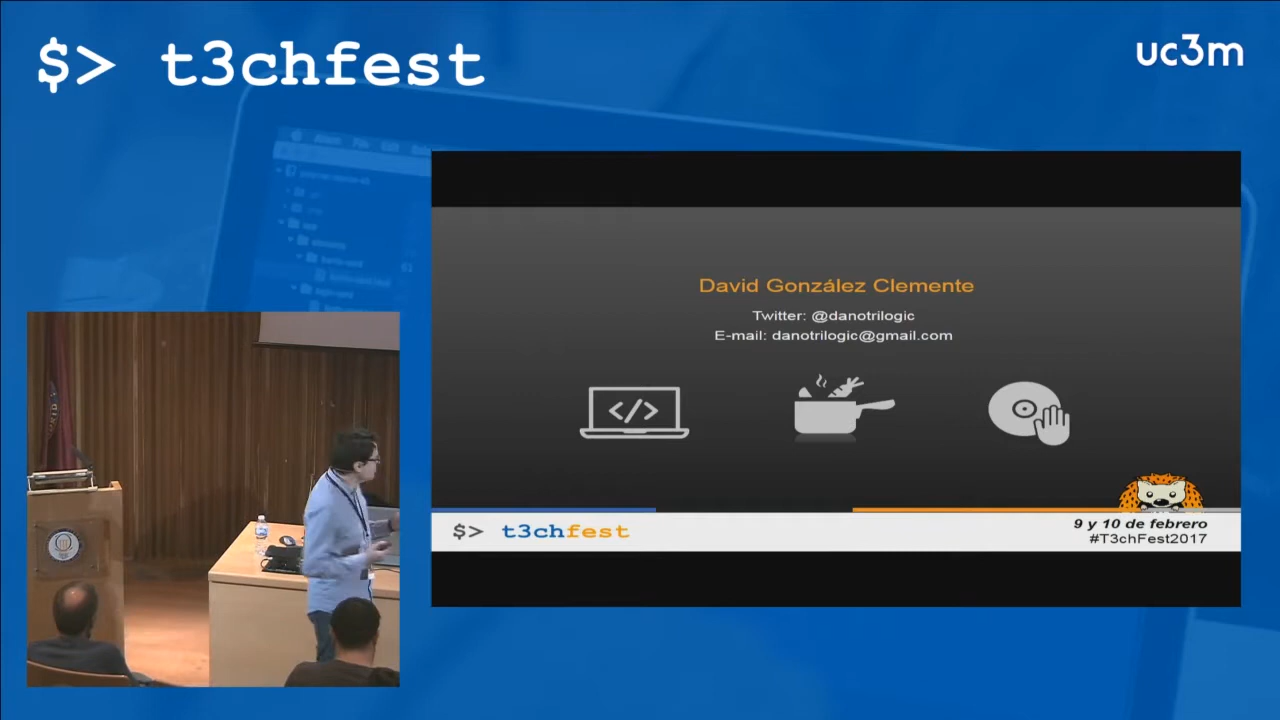 $> t3chfest
uc3m
David González Clemente
Twitter: @danotrilogic
E-mail: danotrilogic@gmail.com
</>
$> t3chfest
9 y 10 de febrero
#T3chFest2017